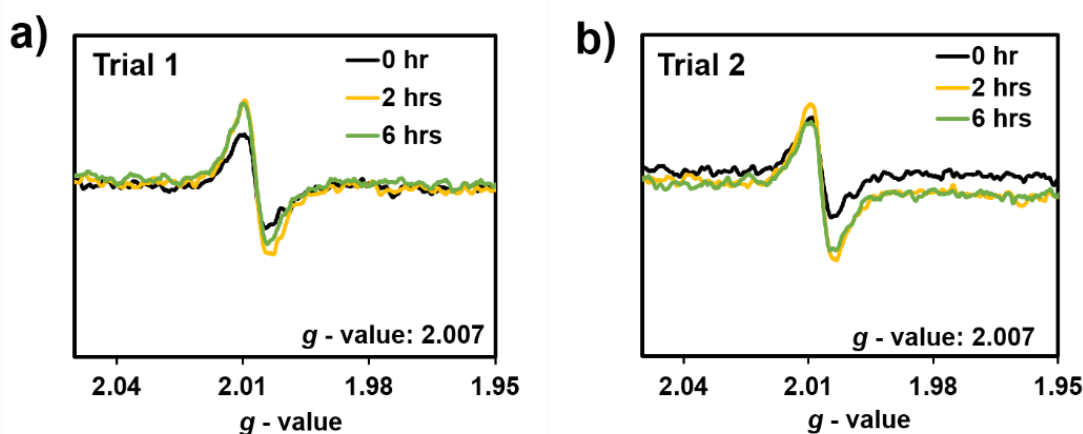 a)
Trial 1
0 hr
2 hrs
6 hrs
g - value: 2.007
2.04 2.01 1.98 1.95
g - value
b)
Trial 2
0 hr
2 hrs
6 hrs
g - value: 2.007
2.04 2.01 1.98 1.95
g - value